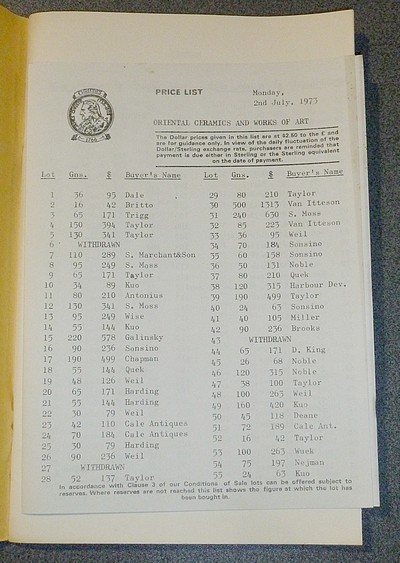 CHRISTIE'S
1766
PRICE LIST
Monday,
2nd July, 1973
ORIENTAL CERAMICS AND WORKS OF ART
The Dollar prices given in this list are at $2.50 to the £ and
are for guidance only. In view of the daily fluctuation of the
Dollar/Sterling exchange rate, purchasers are reminded that
payment is due either in Sterling or the Sterling equivalent
on the date of payment.
Lot Gns. $ Buyer's Name Lot Gns. $ Buyer's Name
1 36 95 Dale 29 80 210 Taylor
2 16 42 Britto 30 500 1313 Van Itteson
3 65 171 Trigg 31 240 630 S. Moss
4 150 394 Taylor 32 85 223 Van Itteson
5 130 341 Taylor 33 36 95 Weil
6 WITHDRAWN 34 70 184 Sonsino
7 110 289 S. Marchant&Son 35 60 158 Sonsino
8 95 249 S. Moss 36 50 131 Noble
9 65 171 Taylor 37 80 210 Quek
10 34 89 Kuo 38 120 315 Harbour Dev.
11 80 210 Antonius 39 190 499 Taylor
12 130 341 S. Moss 40 24 63 Sonsino
13 95 249 Wise 41 40 105 Miller
14 55 144 Kuo 42 90 236 Brooks
15 220 578 Galinsky 43 WITHDRAWN
16 90 236 Sonsino 44 65 171 D. King
17 190 499 Chapman 45 26 68 Noble
18 55 144 Quek 46 120 315 Noble
19 48 126 Weil 47 38 100 Taylor
20 65 171 Harding 48 100 263 Weil
21 55 144 Harding 49 160 420 Kuo
22 30 79 Weil 50 45 118 Deane
23 42 110 Cale Antiques 51 72 189 Cale Ant.
24 70 184 Cale Antiques 52 16 42 Taylor
25 30 79 Harding 53 100 263 Wuek
26 90 236 Weil 54 75 197 Nejman
27 WITHDRAWN 55 24 63 Kuo
28 52 137 Taylor
In accordance with Clause 3 of our Conditions of Sale lots can be offered subject to
reserves. Where reserves are not reached this list shows the figure at which the lot has
been bought in.